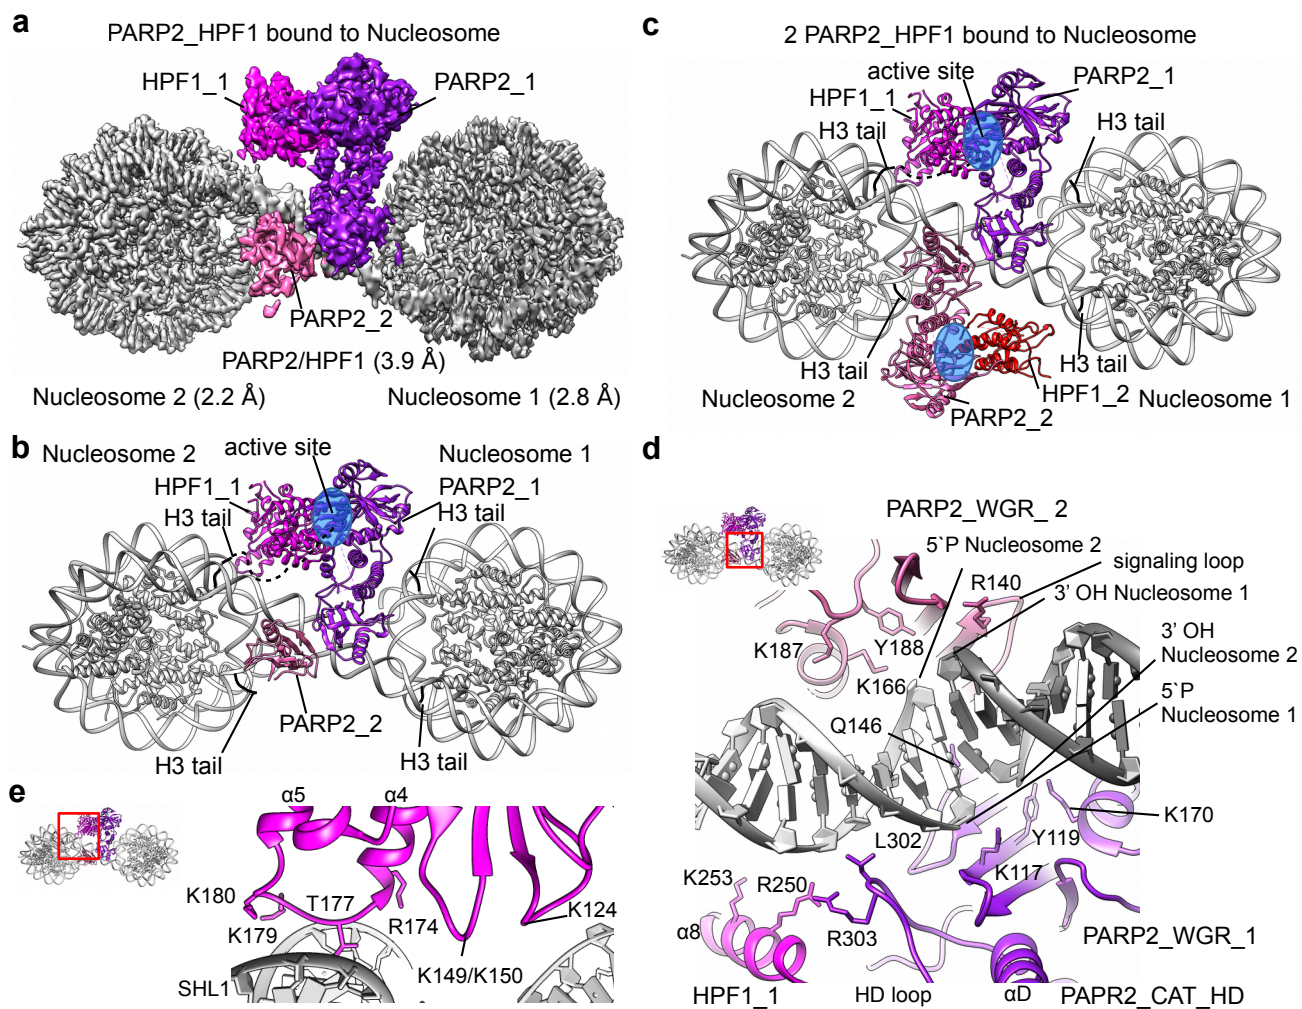 a
PARP2_HPF1 bound to Nucleosome
HPF1_1
PARP2_1
PARP2_2
PARP2/HPF1 (3.9 Å)
Nucleosome 2 (2.2 Å)
Nucleosome 1 (2.8 Å)
b
Nucleosome 2
active site
Nucleosome 1
HPF1_1
PARP2_1
H3 tail
H3 tail
PARP2_2
H3 tail
H3 tail
c
2 PARP2_HPF1 bound to Nucleosome
active site
PARP2_1
HPF1_1
H3 tail
H3 tail
H3 tail
H3 tail
Nucleosome 2
HPF1_2
Nucleosome 1
PARP2_2
d
PARP2_WGR_ 2
5`P Nucleosome 2
signaling loop
R140
3' OH Nucleosome 1
3' OH
Nucleosome 2
K187
Y188
K166
5`P
Nucleosome 1
Q146
L302
K170
Y119
K117
K253
R250
α8
R303
PARP2_WGR_1
HPF1_1
HD loop
αD
PAPR2_CAT_HD
e
α5
α4
K180
T177
K179
R174
K124
K149/K150
SHL1